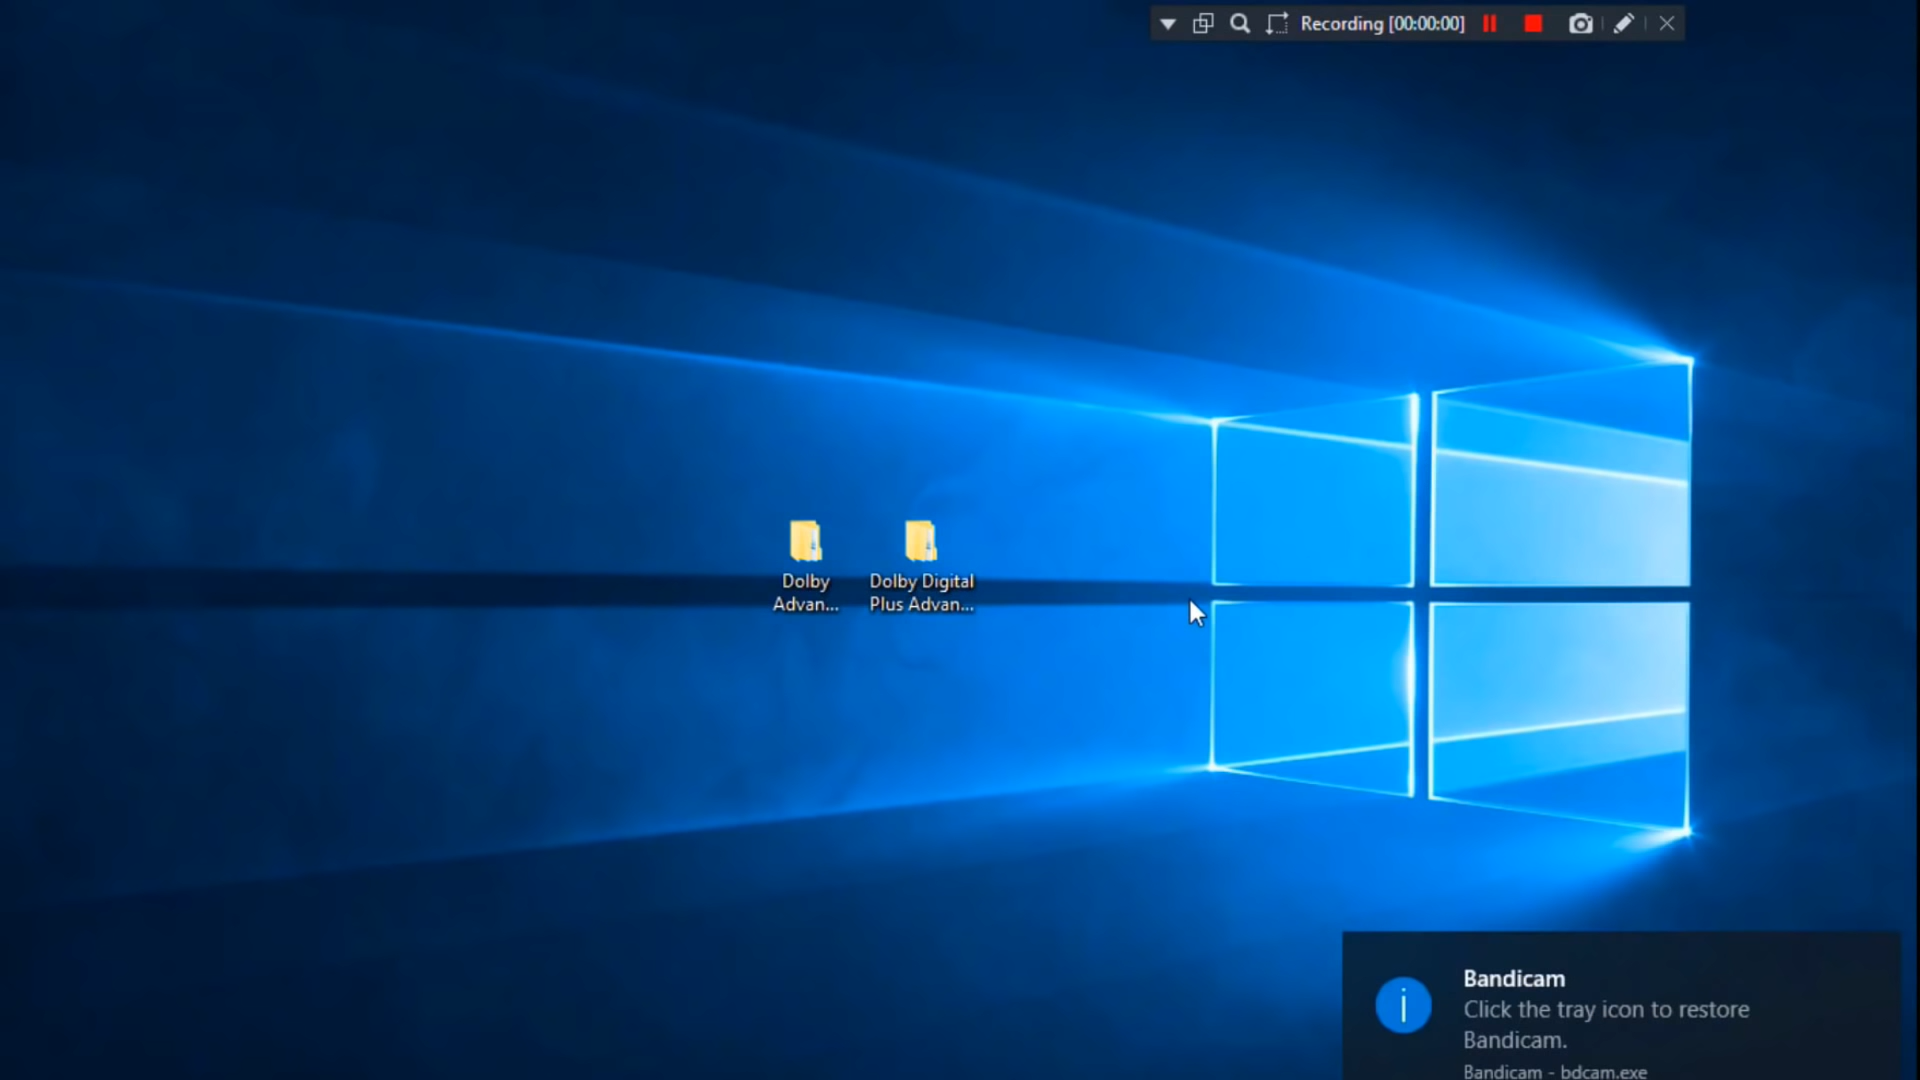 Recording [00:00:00]
Dolby
Advan...
Dolby Digital
Plus Advan...
Bandicam
Click the tray icon to restore
Bandicam.
Bandicam - bdcam.exe